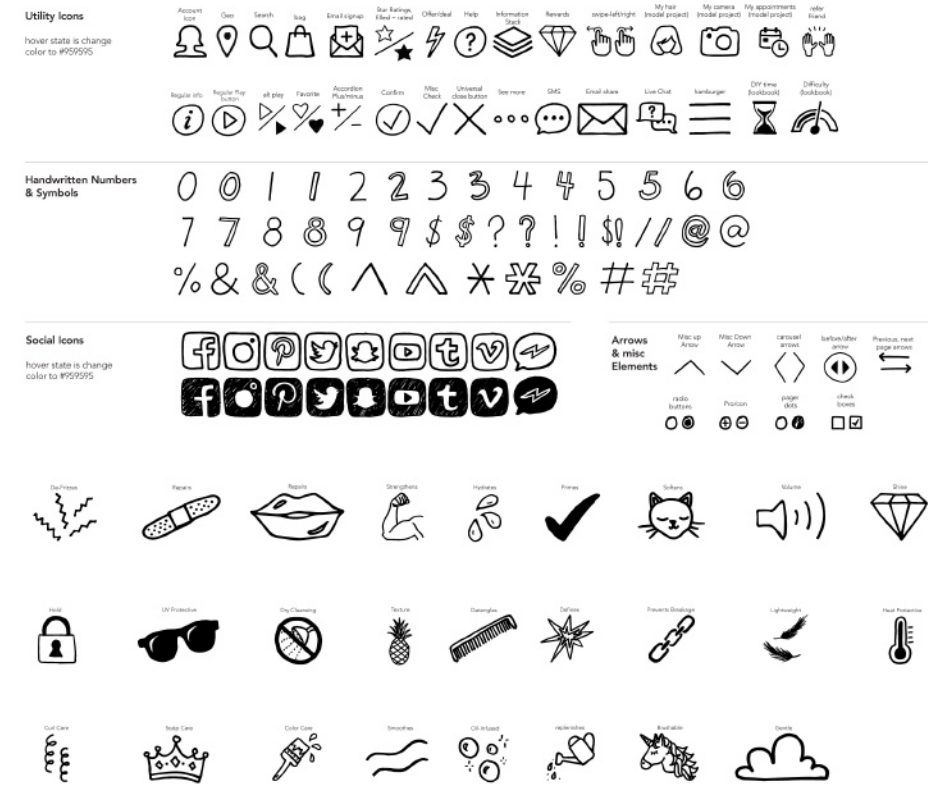 Utility Icons
hover state is change
color to #959595
Account
Icon
Geo
Search
bag
Email signup
Star Ratings,
filled – rated
Offer/deal
Help
Information
Stack
Rewards
swipe-left/right
My hair
(model project)
My camera
(model project)
My appointments
(model project)
refer
friend
Regular info
Regular Play
button
alt play
Favorite
Accordion
Plus/minus
Confirm
Misc
Check
Universal
close button
See more
SMS
Email share
Live Chat
hamburger
DIY time
(lookbook)
Difficulty
(lookbook)
Handwritten Numbers
& Symbols
0 0 1 1 2 2 3 3 4 4 5 5 6 6
7 7 8 8 9 9 $ $ ? ? ! ! $! // @ @
% & & ( ( ^ ^ * * % # #
Social Icons
hover state is change
color to #959595
Arrows
& misc
Elements
Misc up
Arrow
Misc Down
Arrow
carousel
arrows
before/after
arrow
Previous, next
page arrows
radio
buttons
Pro/con
pager
dots
check
boxes
De-Frizzes
Repairs
Repairs
Strengthens
Hydrates
Primes
Softens
Volume
Shine
Hold
UV Protective
Dry Cleansing
Texture
Detangles
Defines
Prevents Breakage
Lightweight
Heat Protective
Curl Care
Color Care
Smoothes
Oil-Infused
replenishes
Buildable
Gentle